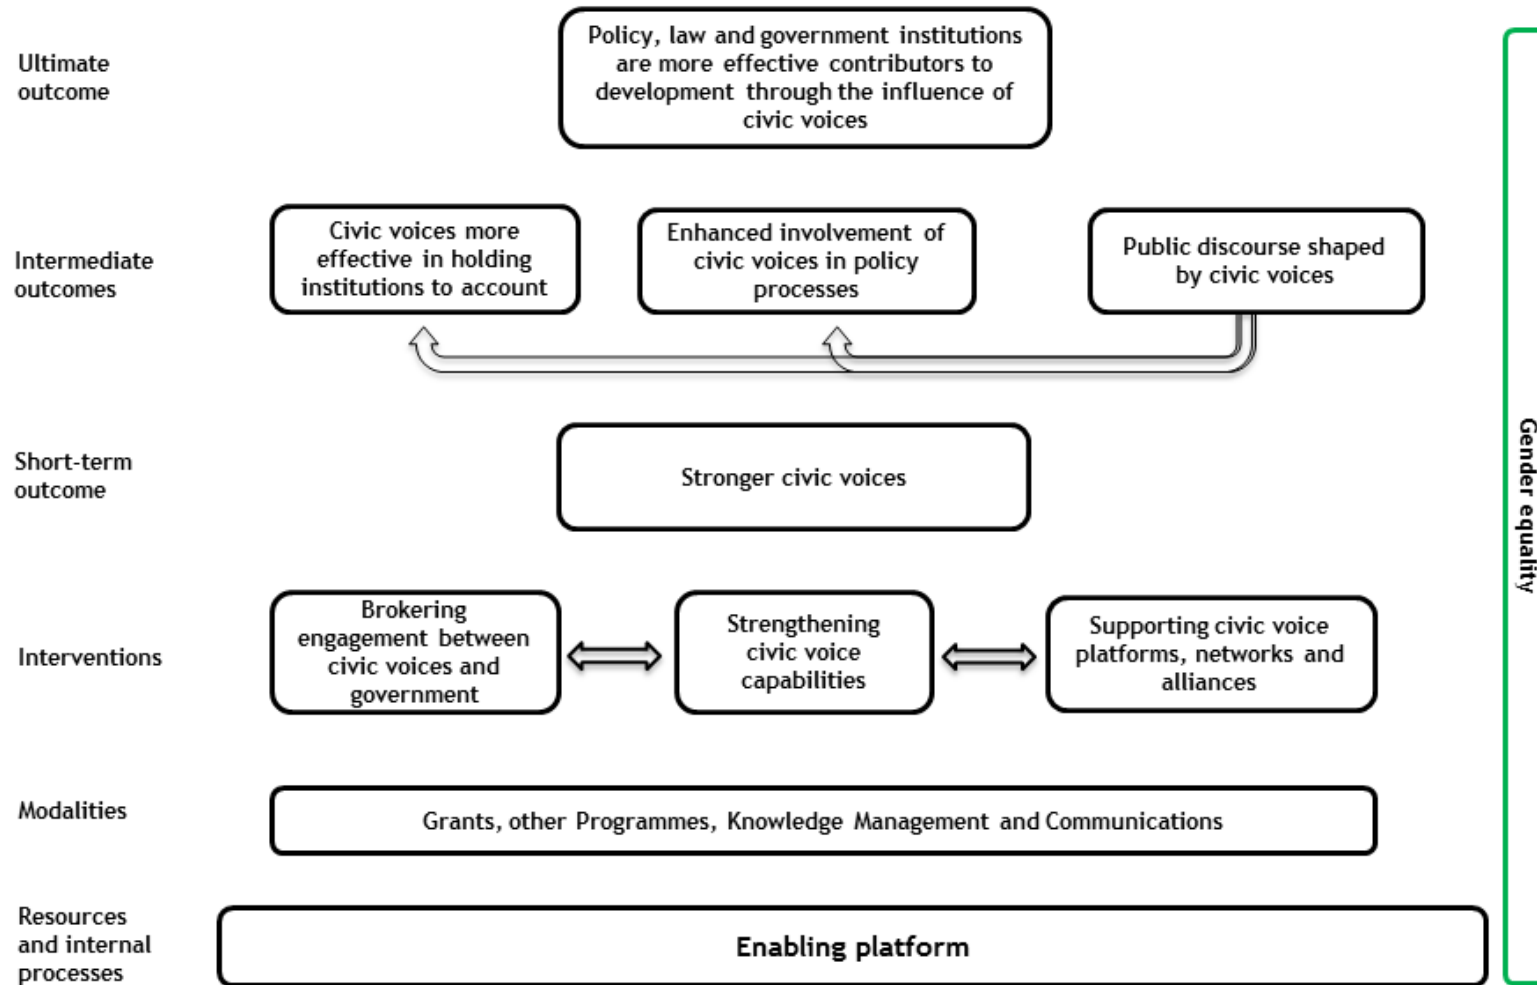 Ultimate
outcome
Policy, law and government institutions
are more effective contributors to
development through the influence of
civic voices
Intermediate
outcomes
Civic voices more
effective in holding
institutions to account
Enhanced involvement of
civic voices in policy
processes
Public discourse shaped
by civic voices
Short-term
outcome
Stronger civic voices
Interventions
Brokering
engagement between
civic voices and
government
Strengthening
civic voice
capabilities
Supporting civic voice
platforms, networks and
alliances
Modalities
Grants, other Programmes, Knowledge Management and Communications
Resources
and internal
processes
Enabling platform
Gender equality